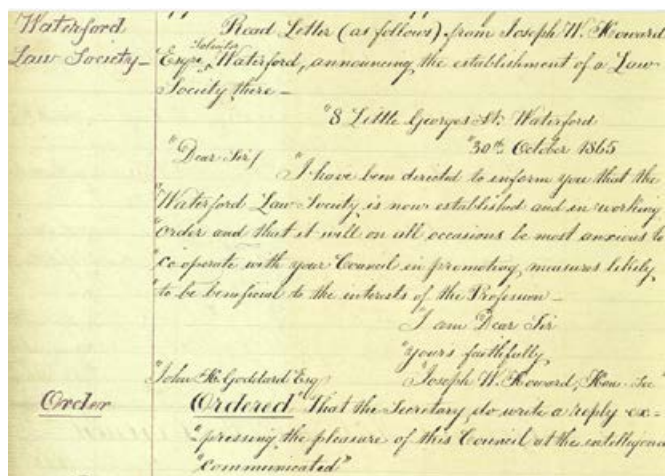 Waterford
Law Society-
" Read Letter (as follows) from Joseph W. Howard
Esqre Solicitor Waterford, announcing the establishment of a Law
Society there-
"8 Little Georges St. Waterford
"30th October 1865
"Dear Sir/
"I have been directed to inform you that the
"Waterford Law Society is now established and in working
"order and that it will on all occasions be most anxious to
"cooperate with your Council in promoting measures likely
"to be beneficial to the interests of the Profession-
"I am Dear Sir
"yours faithfully
"John H. Goddard Esq "Joseph W. Howard, Hon. Sec"
Order
Ordered "That the Secretary do write a reply ex-
"pressing the pleasure of this Council at the intelligence
"communicated"